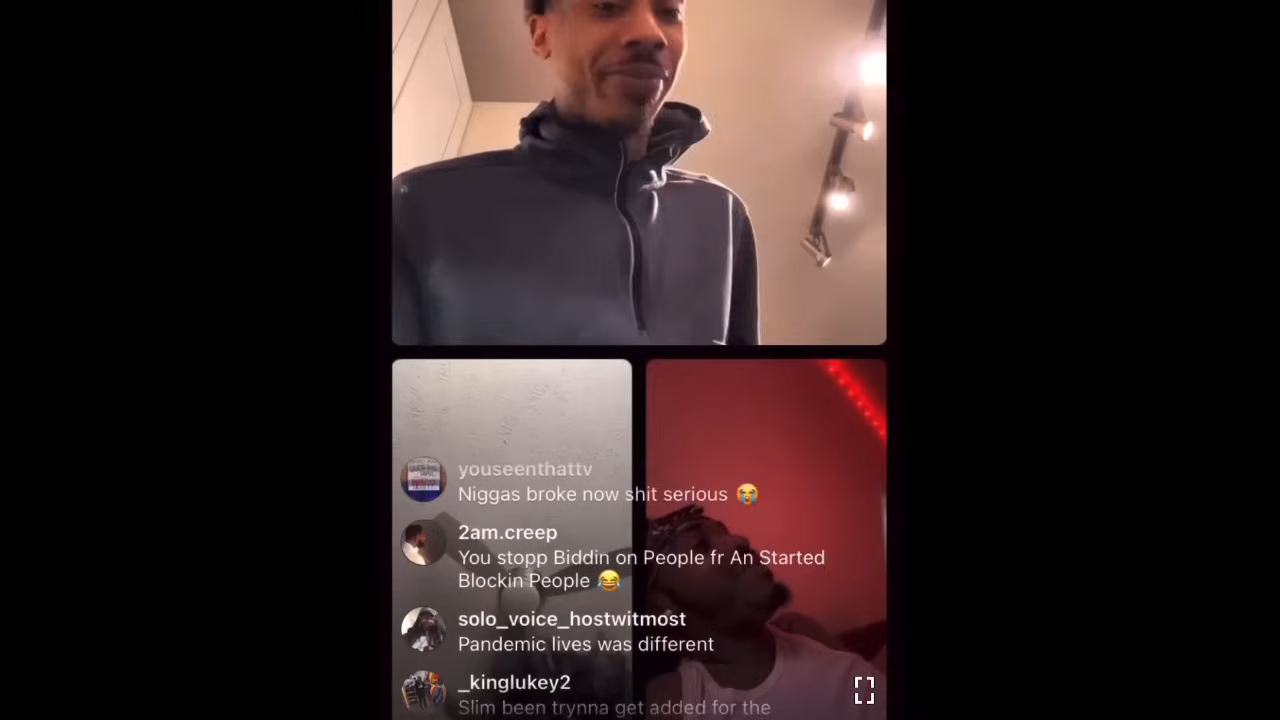 youseenthattv
Niggas broke now shit serious 😭
2am.creep
You stopp Biddin on People fr An Started
Blockin People 😂
solo_voice_hostwitmost
Pandemic lives was different
_kinglukey2
Slim been trynna get added for the